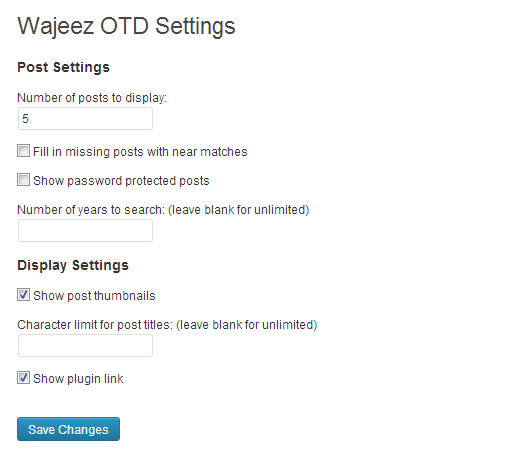 Wajeez OTD Settings
Post Settings
Number of posts to display:
5
Fill in missing posts with near matches
Show password protected posts
Number of years to search: (leave blank for unlimited)
Display Settings
Show post thumbnails
Character limit for post titles: (leave blank for unlimited)
Show plugin link
Save Changes